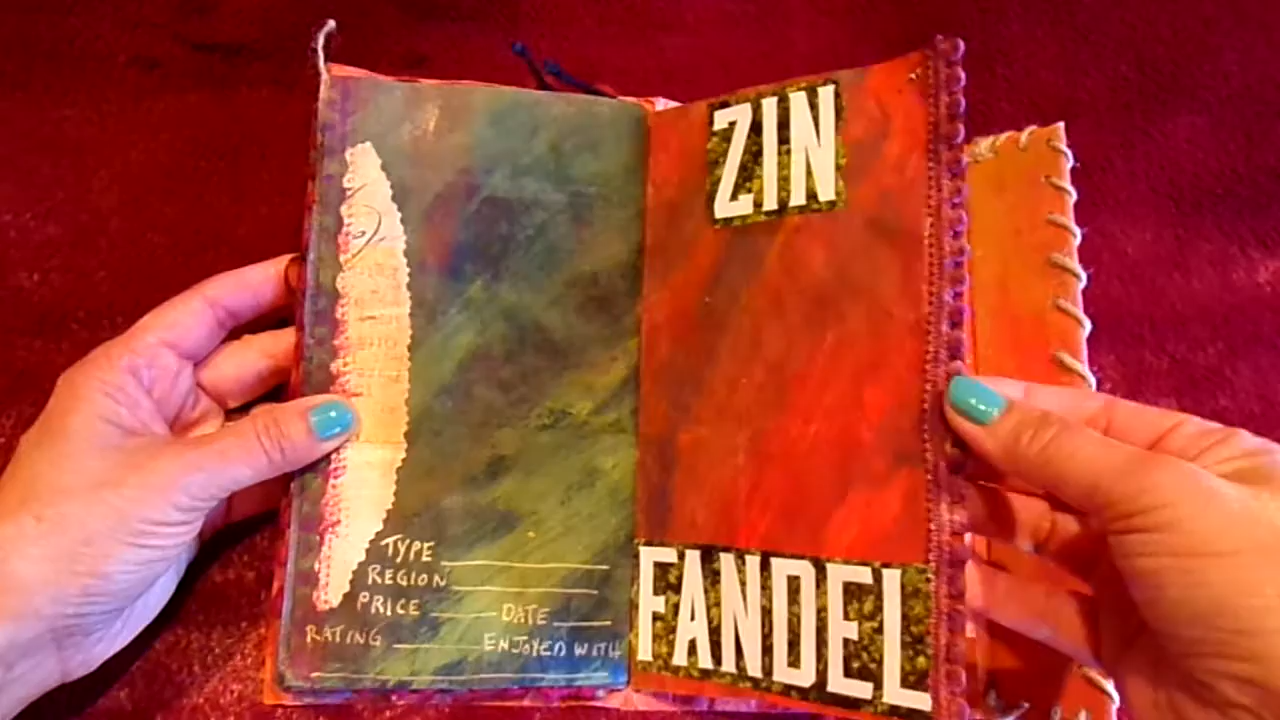 TYPE
REGION
PRICE DATE
RATING ENJOYED WITH
ZIN
FANDEL